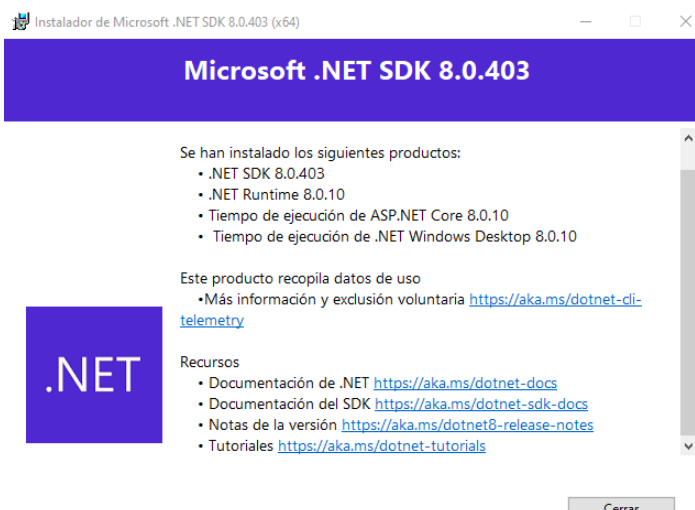 Instalador de Microsoft .NET SDK 8.0.403 (x64)
Microsoft .NET SDK 8.0.403
Se han instalado los siguientes productos:
• .NET SDK 8.0.403
• .NET Runtime 8.0.10
• Tiempo de ejecución de ASP.NET Core 8.0.10
• Tiempo de ejecución de .NET Windows Desktop 8.0.10
Este producto recopila datos de uso
•Más información y exclusión voluntaria https://aka.ms/dotnet-cli-
telemetry
.NET
Recursos
• Documentación de .NET https://aka.ms/dotnet-docs
• Documentación del SDK https://aka.ms/dotnet-sdk-docs
• Notas de la versión https://aka.ms/dotnet8-release-notes
• Tutoriales https://aka.ms/dotnet-tutorials
Cerrar